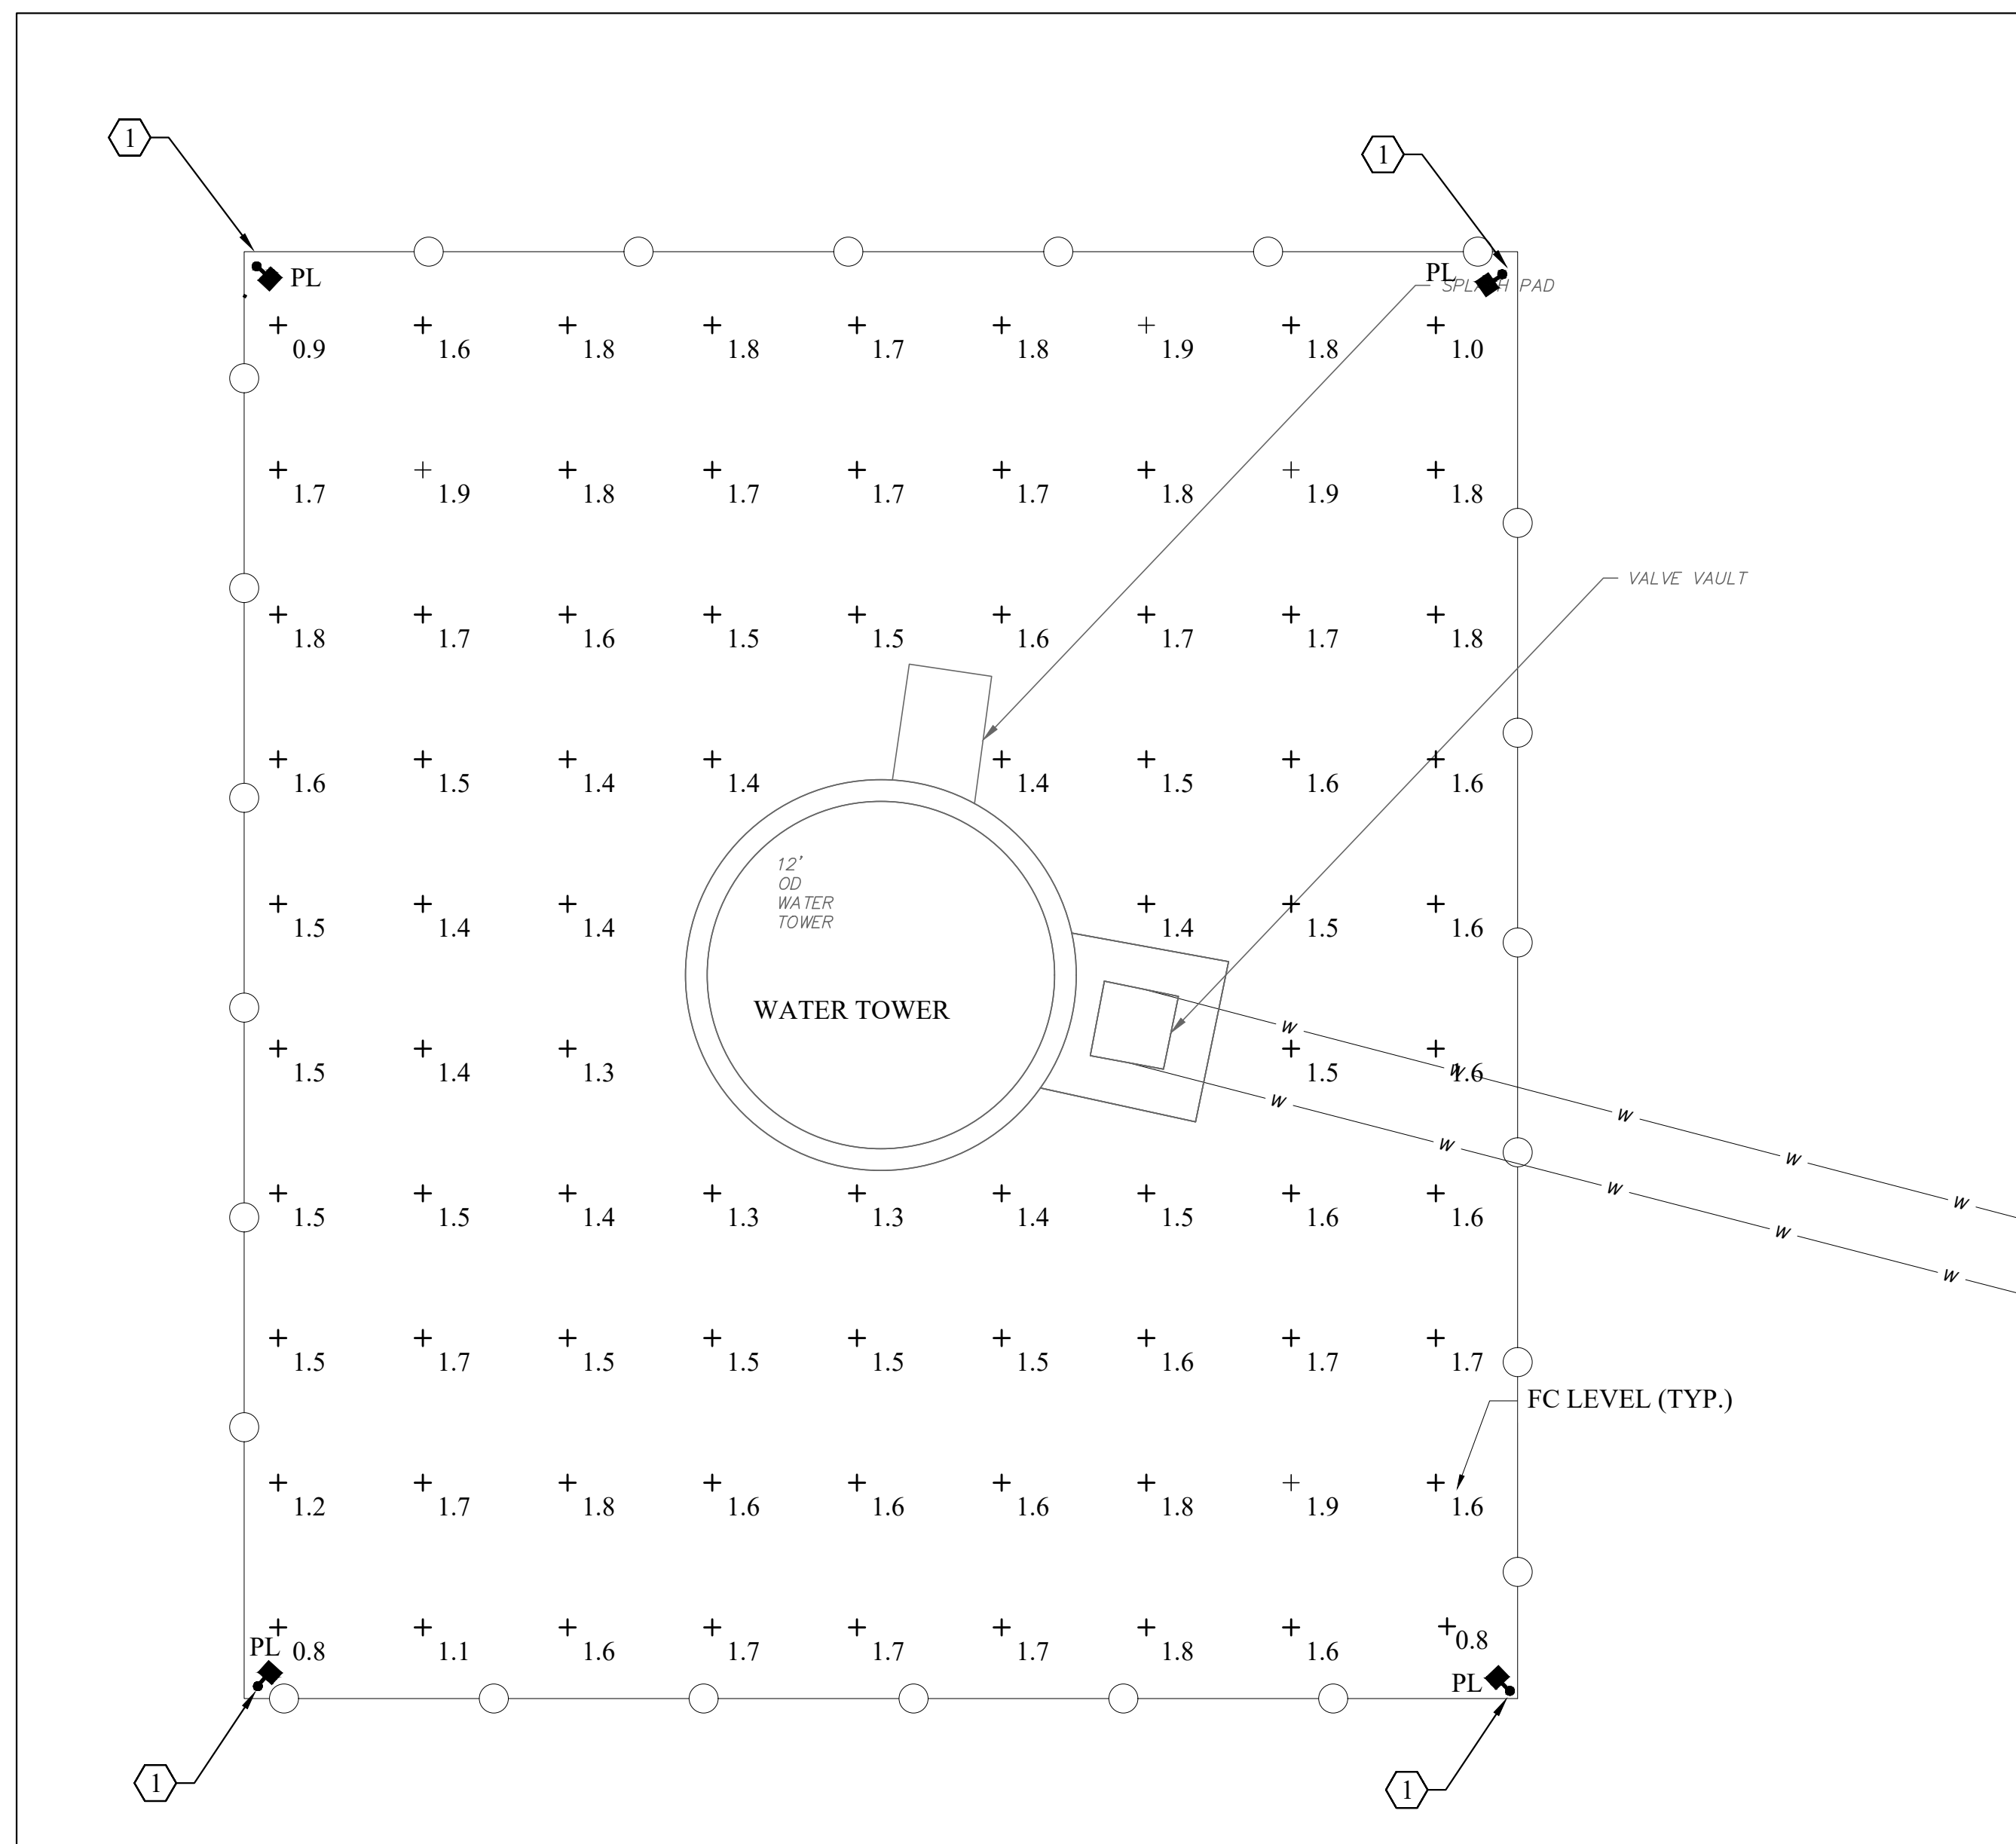 1
1
PL
PL
SPLASH PAD
0.9 1.6 1.8 1.8 1.7 1.8 1.9 1.8 1.0
1.7 1.9 1.8 1.7 1.7 1.7 1.8 1.9 1.8
VALVE VAULT
1.8 1.7 1.6 1.5 1.5 1.6 1.7 1.7 1.8
1.6 1.5 1.4 1.4 1.4 1.5 1.6 1.6
12'
OD
WATER
TOWER
1.5 1.4 1.4 1.4 1.5 1.6
WATER TOWER
W
1.5 1.4 1.3 1.5 1.6
W
W
W
W
W
W
W
W
W
W
1.5 1.5 1.4 1.3 1.3 1.4 1.5 1.6 1.6
1.5 1.7 1.5 1.5 1.5 1.5 1.6 1.7 1.7
FC LEVEL (TYP.)
1.2 1.7 1.8 1.6 1.6 1.6 1.8 1.9 1.6
0.8 1.1 1.6 1.7 1.7 1.7 1.8 1.6 0.8
PL
PL
1
1